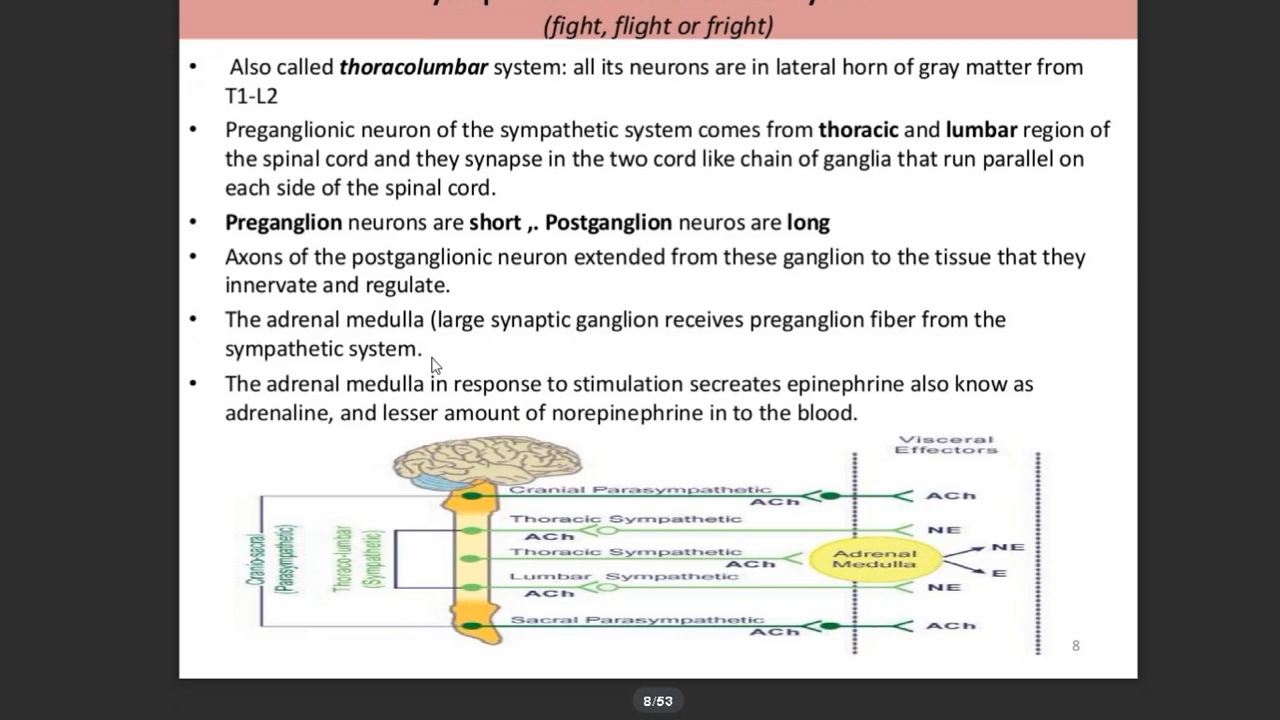 (fight, flight or fright)
• Also called thoracolumbar system: all its neurons are in lateral horn of gray matter from
T1-L2
• Preganglionic neuron of the sympathetic system comes from thoracic and lumbar region of
the spinal cord and they synapse in the two cord like chain of ganglia that run parallel on
each side of the spinal cord.
• Preganglion neurons are short ,. Postganglion neuros are long
• Axons of the postganglionic neuron extended from these ganglion to the tissue that they
innervate and regulate.
• The adrenal medulla (large synaptic ganglion receives preganglion fiber from the
sympathetic system.
• The adrenal medulla in response to stimulation secreates epinephrine also know as
adrenaline, and lesser amount of norepinephrine in to the blood.
Visceral
Effectors
Cranio-sacral
(Parasympathetic)
Thoraco-lumbar
(Sympathetic)
Cranial Parasympathetic
ACh
ACh
Thoracic Sympathetic
ACh
NE
Thoracic Sympathetic
ACh
Adrenal
Medulla
NE
E
Lumbar Sympathetic
ACh
NE
Sacral Parasympathetic
ACh
ACh
8
8/53